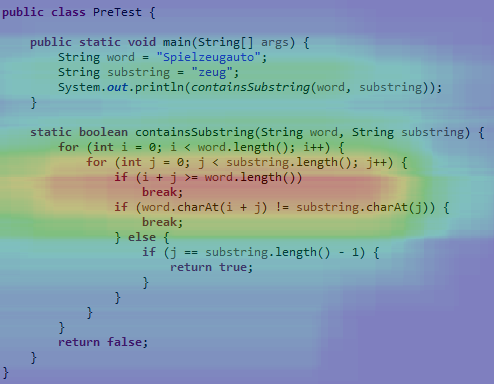 public class PreTest {
public static void main(String[] args) {
String word = "Spielzeugauto";
String substring = "zeug";
System.out.println(containsSubstring(word, substring));
}
static boolean containsSubstring(String word, String substring) {
for (int i = 0; i < word.length(); i++) {
for (int j = 0; j < substring.length(); j++) {
if (i + j >= word.length())
break;
if (word.charAt(i + j) != substring.charAt(j)) {
break;
} else {
if (j == substring.length() - 1) {
return true;
}
}
}
}
return false;
}
}